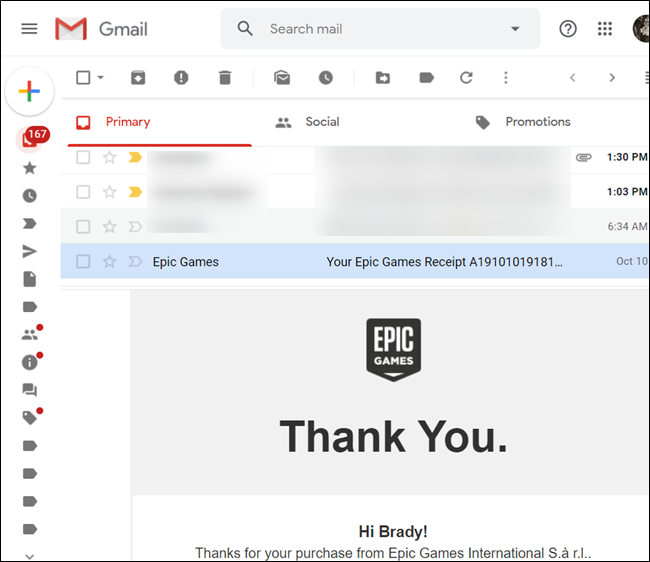 Gmail
Search mail
Primary
Social
Promotions
167
1:30 PM
1:03 PM
6:34 AM
Epic Games Your Epic Games Receipt A19101019181... Oct 10
EPIC
GAMES
Thank You.
Hi Brady!
Thanks for your purchase from Epic Games International S.à r.l..